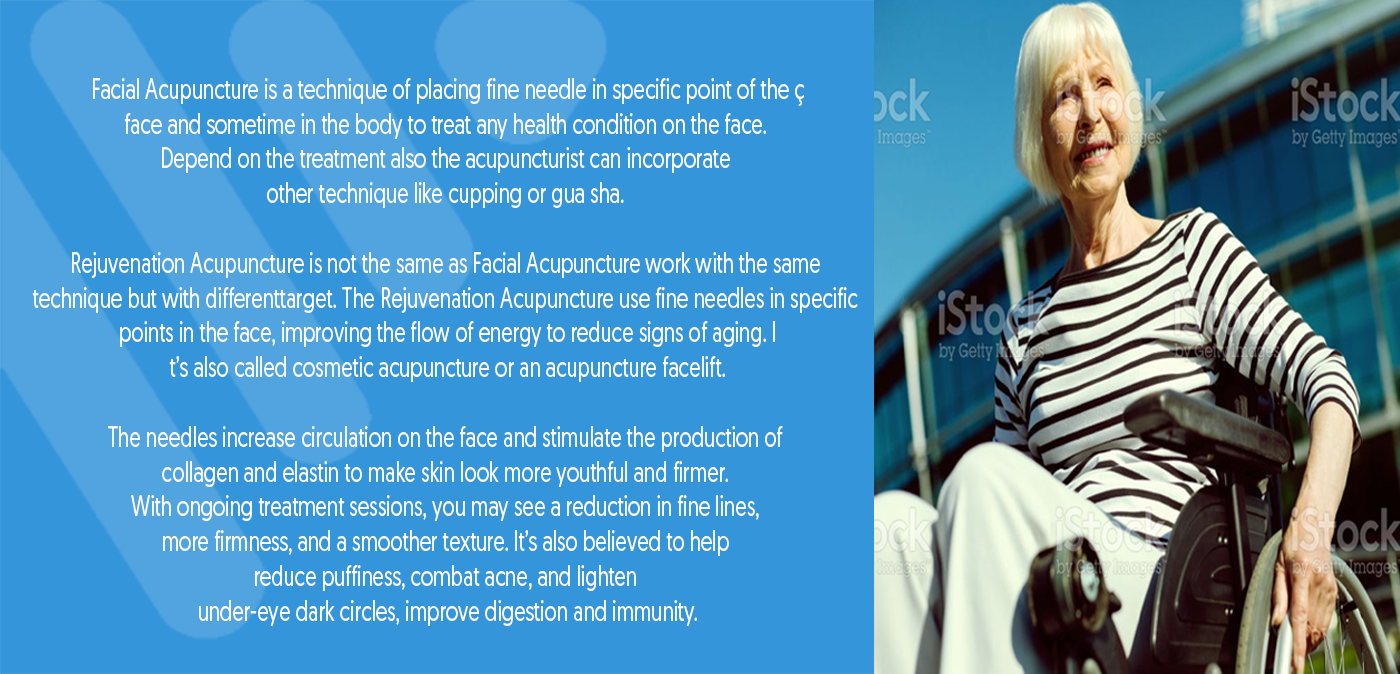 Facial Acupuncture is a technique of placing fine needle in specific point of the ç
face and sometime in the body to treat any health condition on the face.
Depend on the treatment also the acupuncturist can incorporate
other technique like cupping or gua sha.
Rejuvenation Acupuncture is not the same as Facial Acupuncture work with the same
technique but with differenttarget. The Rejuvenation Acupuncture use fine needles in specific
points in the face, improving the flow of energy to reduce signs of aging. I
t’s also called cosmetic acupuncture or an acupuncture facelift.
The needles increase circulation on the face and stimulate the production of
collagen and elastin to make skin look more youthful and firmer.
With ongoing treatment sessions, you may see a reduction in fine lines,
more firmness, and a smoother texture. It’s also believed to help
reduce puffiness, combat acne, and lighten
under-eye dark circles, improve digestion and immunity.
ock
Images
iStock
by Getty Images
iStock
by Getty Images
iStock
by Getty Images
iStock
by Getty Images
ock
Images
iStock
by Getty Images
iStock
by Getty Images